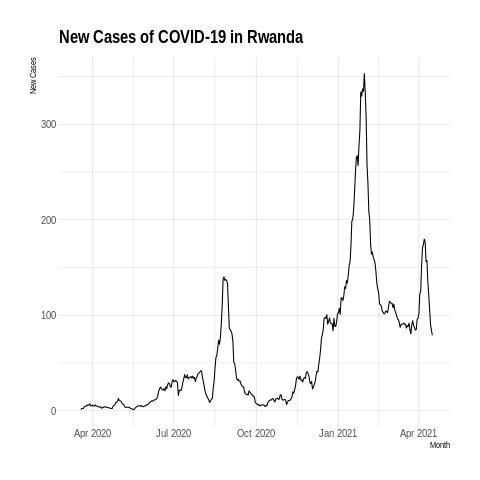 New Cases of COVID-19 in Rwanda
New Cases
300
200
100
0
Apr 2020 Jul 2020 Oct 2020 Jan 2021 Apr 2021
Month